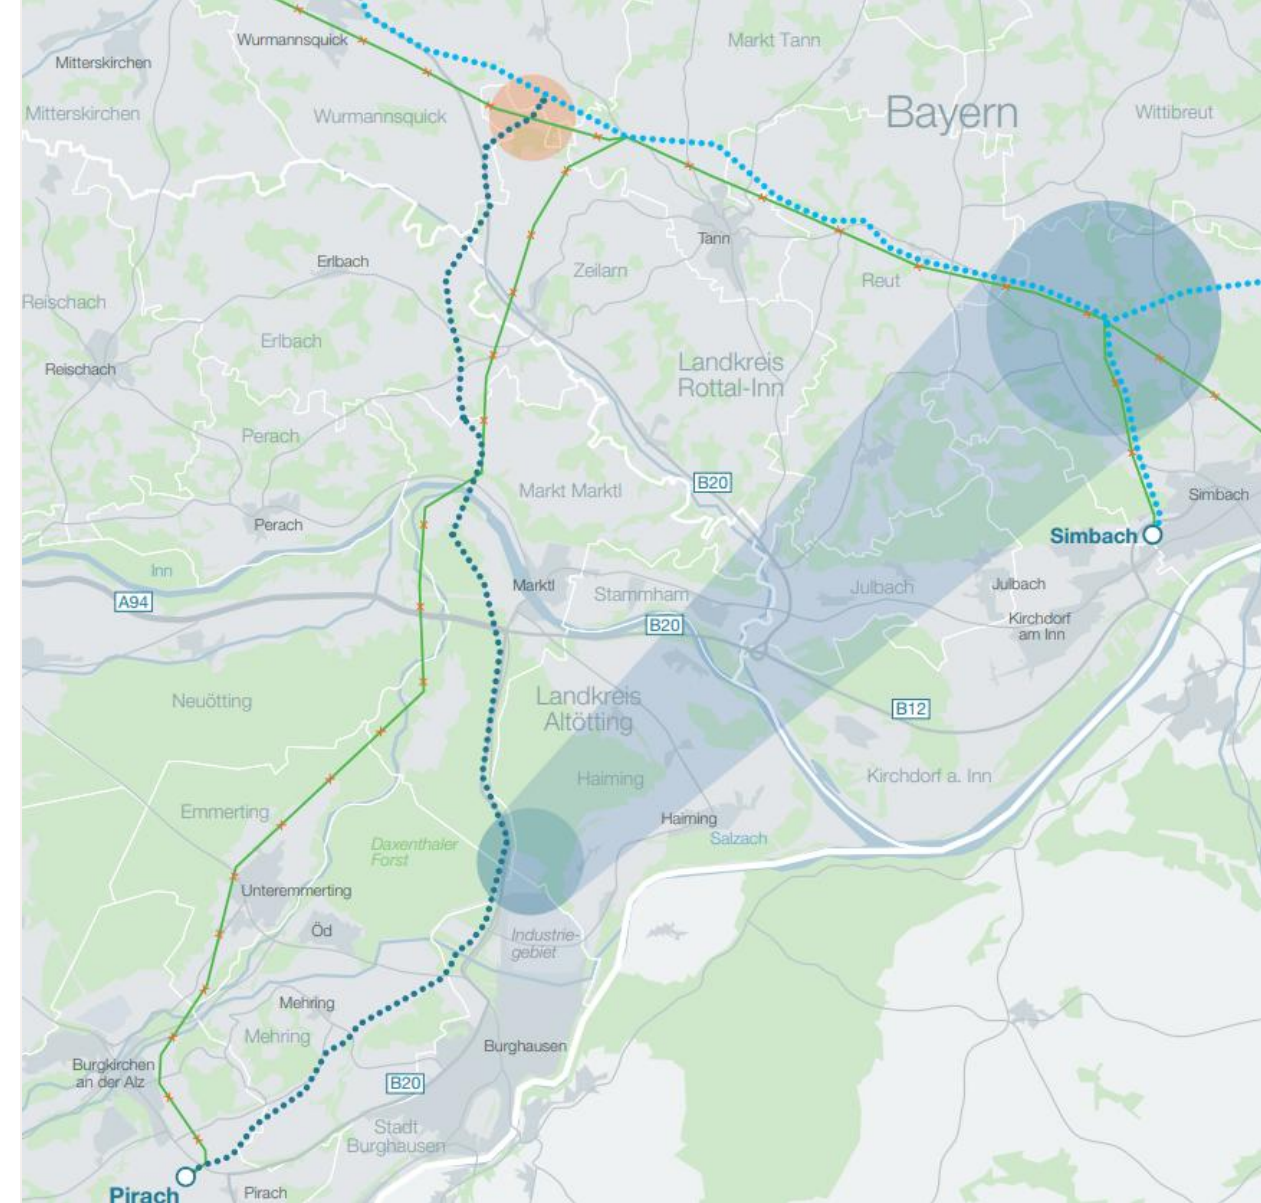 Wurmannsquick
Markt Tann
Mitterskirchen
Bayern
Mitterskirchen
Wurmannsquick
Wittibreut
Tann
Erlbach
Zeilarn
Reut
Reischach
Erlbach
Landkreis
Rottal-Inn
Reischach
Perach
B20
Markt Marktl
Simbach
Perach
Simbach
Inn
Marktl
Stammham
Julbach
Julbach
A94
B20
Kirchdorf
am Inn
Neuötting
Landkreis
Altötting
B12
Haiming
Kirchdorf a. Inn
Emmerting
Haiming
Salzach
Daxenthaler
Forst
Unteremmerting
Öd
Industrie-
gebiet
Mehring
Mehring
Burghausen
Burgkirchen
an der Alz
B20
Stadt
Burghausen
Pirach
Pirach